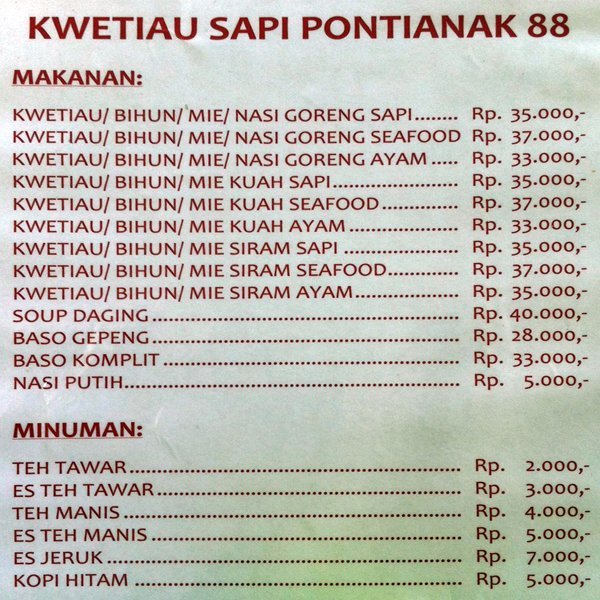 KWETIAU SAPI PONTIANAK 88
MAKANAN:
KWETIAU/ BIHUN/ MIE/ NASI GORENG SAPI........ Rp. 35.000,-
KWETIAU/ BIHUN/ MIE/ NASI GORENG SEAFOOD Rp. 37.000,-
KWETIAU/ BIHUN/ MIE/ NASI GORENG AYAM ..... Rp. 33.000,-
KWETIAU/ BIHUN/ MIE KUAH SAPI....................... Rp. 35.000,-
KWETIAU/ BIHUN/ MIE KUAH SEAFOOD.............. Rp. 37.000,-
KWETIAU/ BIHUN/ MIE KUAH AYAM .................... Rp. 33.000,-
KWETIAU/ BIHUN/ MIE SIRAM SAPI ..................... Rp. 35.000,-
KWETIAU/ BIHUN/ MIE SIRAM SEAFOOD............. Rp. 37.000,-
KWETIAU/ BIHUN/ MIE SIRAM AYAM................... Rp. 35.000,-
SOUP DAGING........................................................ Rp. 40.000,-
BASO GEPENG........................................................ Rp. 28.000,-
BASO KOMPLIT ..................................................... Rp. 33.000,-
NASI PUTIH............................................................. Rp. 5.000,-
MINUMAN:
TEH TAWAR............................................................ Rp. 2.000,-
ES TEH TAWAR....................................................... Rp. 3.000,-
TEH MANIS............................................................. Rp. 4.000,-
ES TEH MANIS........................................................ Rp. 5.000,-
ES JERUK................................................................ Rp. 7.000,-
KOPI HITAM ........................................................... Rp. 5.000,-